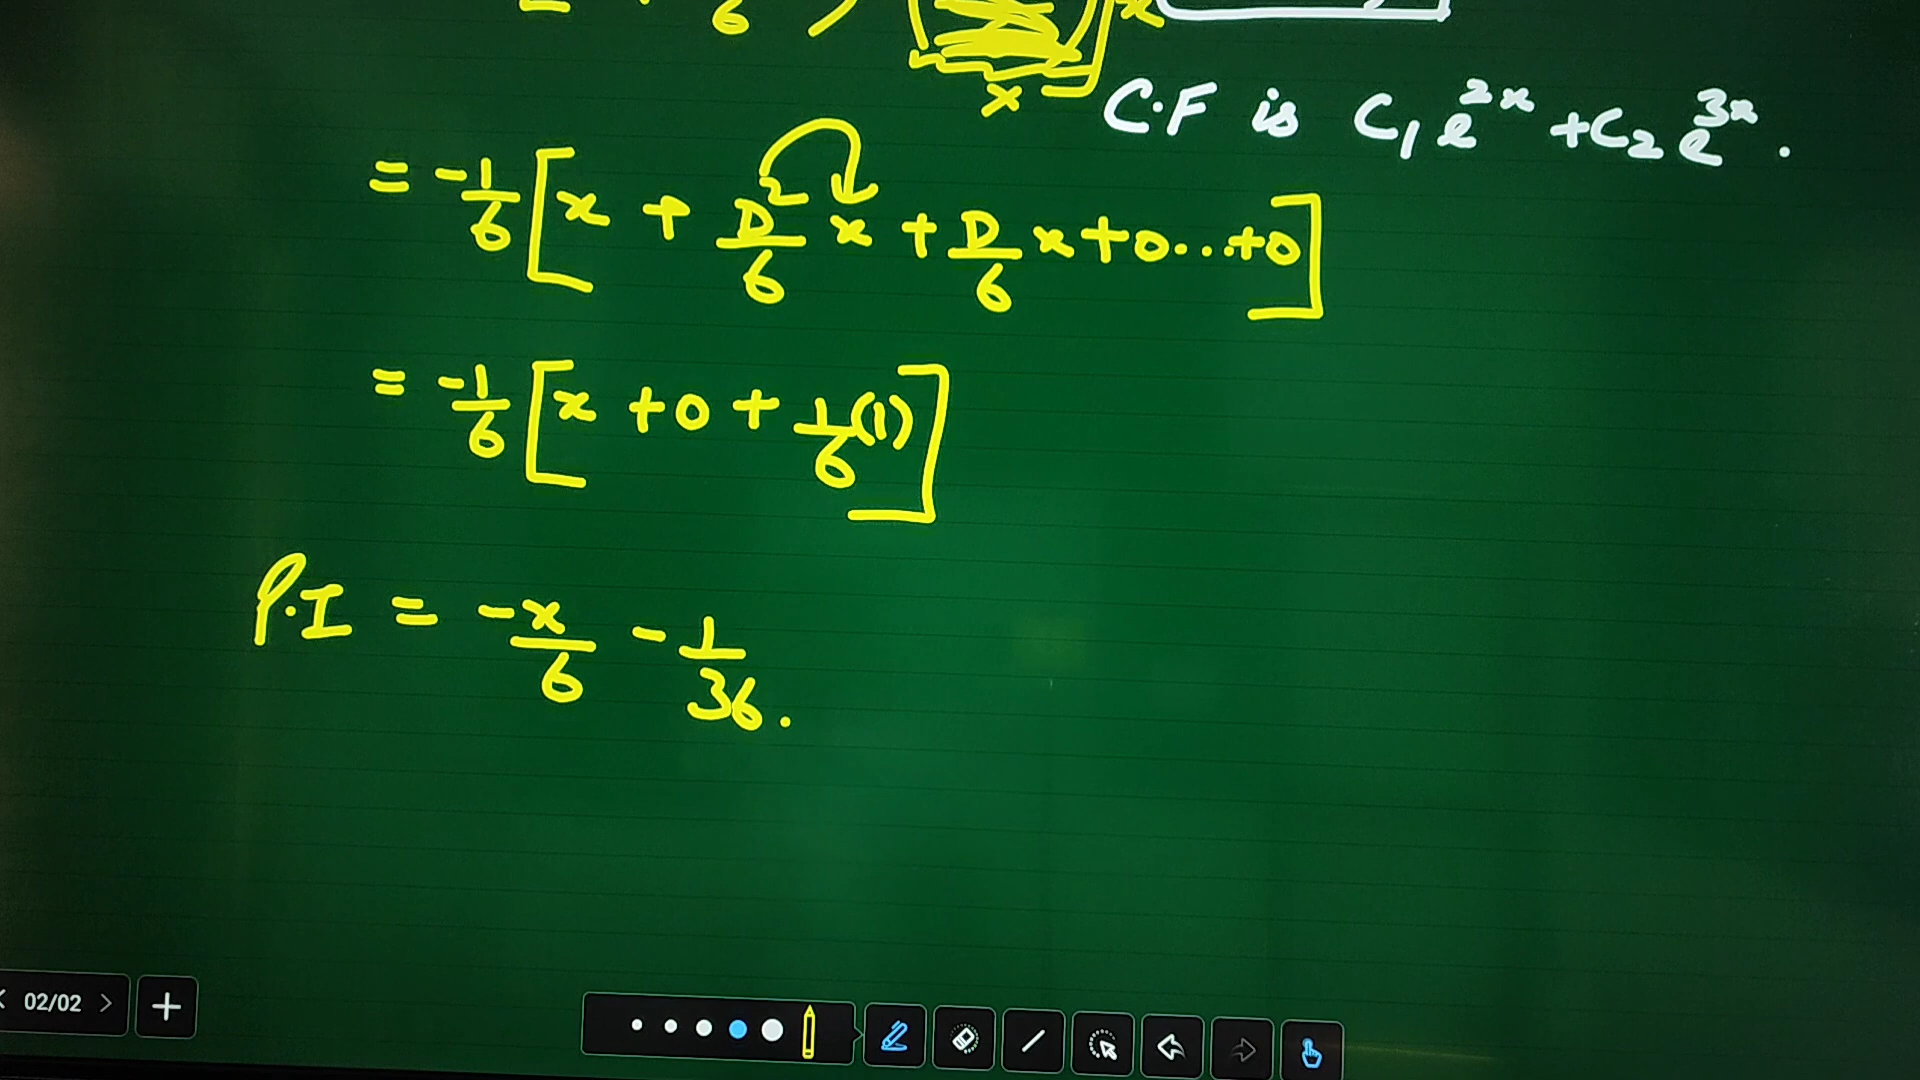 6 x
x
C.F is C₁e^{2x} + C₂e^{3x}.
= -1/6 [x + D²/6 x + D/6 x + 0...+0]
= -1/6 [x + 0 + 1/6 (1)]
P.I = -x/6 - 1/36.
02/02